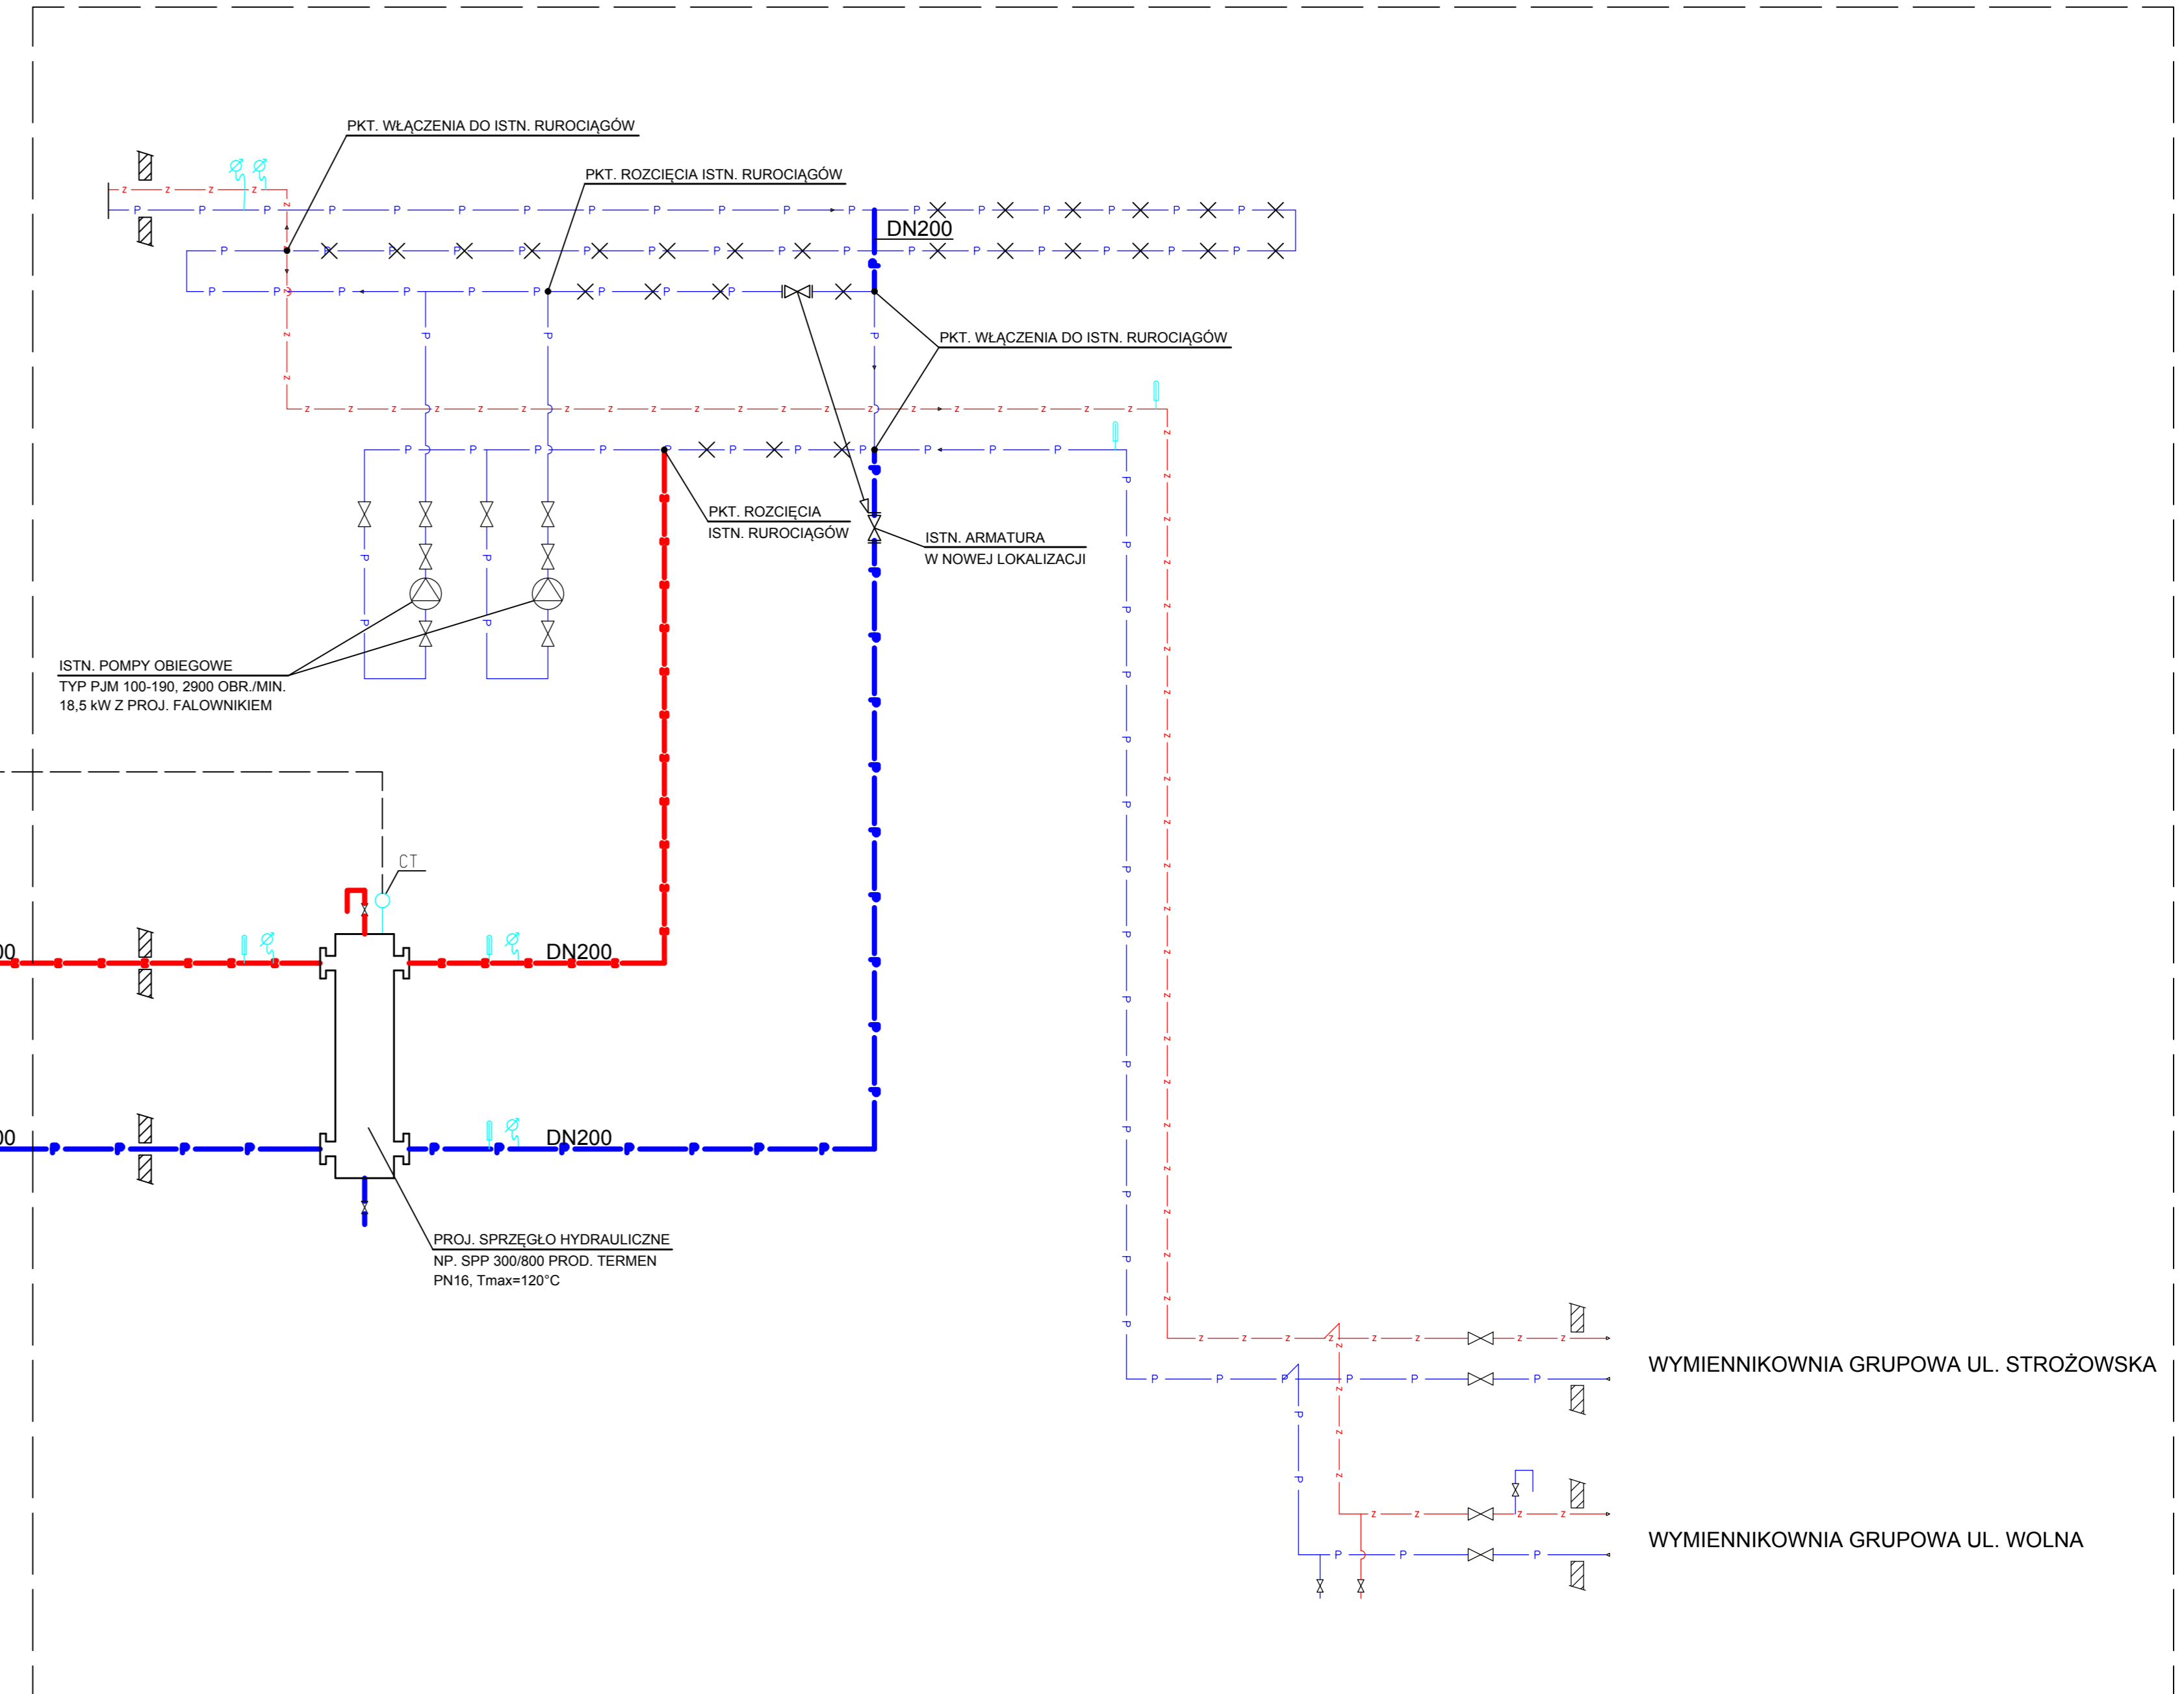 PKT. WŁĄCZENIA DO ISTN. RUROCIĄGÓW
PKT. ROZCIĘCIA ISTN. RUROCIĄGÓW
DN200
PKT. WŁĄCZENIA DO ISTN. RUROCIĄGÓW
PKT. ROZCIĘCIA
ISTN. RUROCIĄGÓW
ISTN. ARMATURA
W NOWEJ LOKALIZACJI
ISTN. POMPY OBIEGOWE
TYP PJM 100-190, 2900 OBR./MIN.
18,5 kW Z PROJ. FALOWNIKIEM
CT
DN200
DN200
PROJ. SPRZĘGŁO HYDRAULICZNE
NP. SPP 300/800 PROD. TERMEN
PN16, Tmax=120°C
WYMIENNIKOWNIA GRUPOWA UL. STROŻOWSKA
WYMIENNIKOWNIA GRUPOWA UL. WOLNA